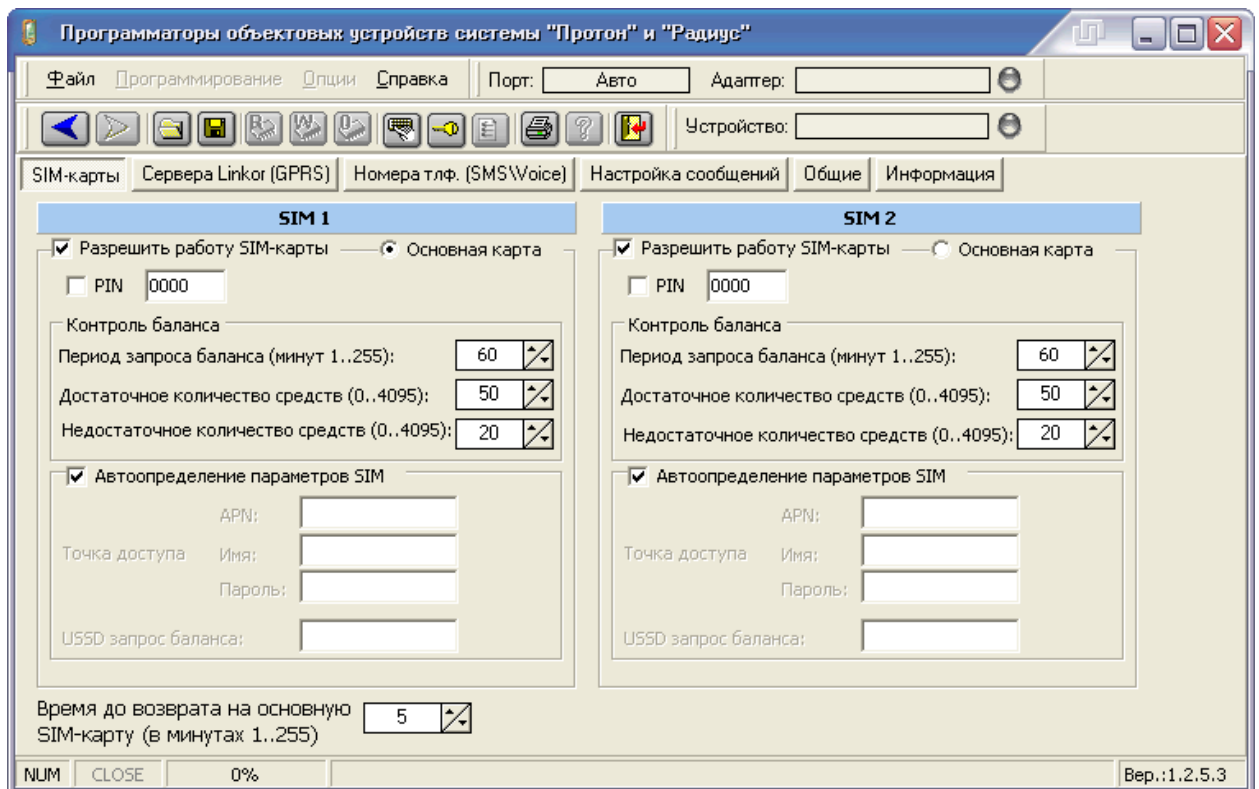 Программаторы объектовых устройств системы "Протон" и "Радиус"
Файл Программирование Опции Справка Порт: Авто Адаптер:
R W O ? Устройство:
SIM-карты Сервера Linkor (GPRS) Номера тлф. (SMS\Voice) Настройка сообщений Общие Информация
SIM 1
Разрешить работу SIM-карты Основная карта
PIN 0000
Контроль баланса
Период запроса баланса (минут 1..255): 60
Достаточное количество средств (0..4095): 50
Недостаточное количество средств (0..4095): 20
Автоопределение параметров SIM
APN:
Точка доступа Имя:
Пароль:
USSD запрос баланса:
SIM 2
Разрешить работу SIM-карты Основная карта
PIN 0000
Контроль баланса
Период запроса баланса (минут 1..255): 60
Достаточное количество средств (0..4095): 50
Недостаточное количество средств (0..4095): 20
Автоопределение параметров SIM
APN:
Точка доступа Имя:
Пароль:
USSD запрос баланса:
Время до возврата на основную 5
SIM-карту (в минутах 1..255)
NUM CLOSE 0% Вер.:1.2.5.3